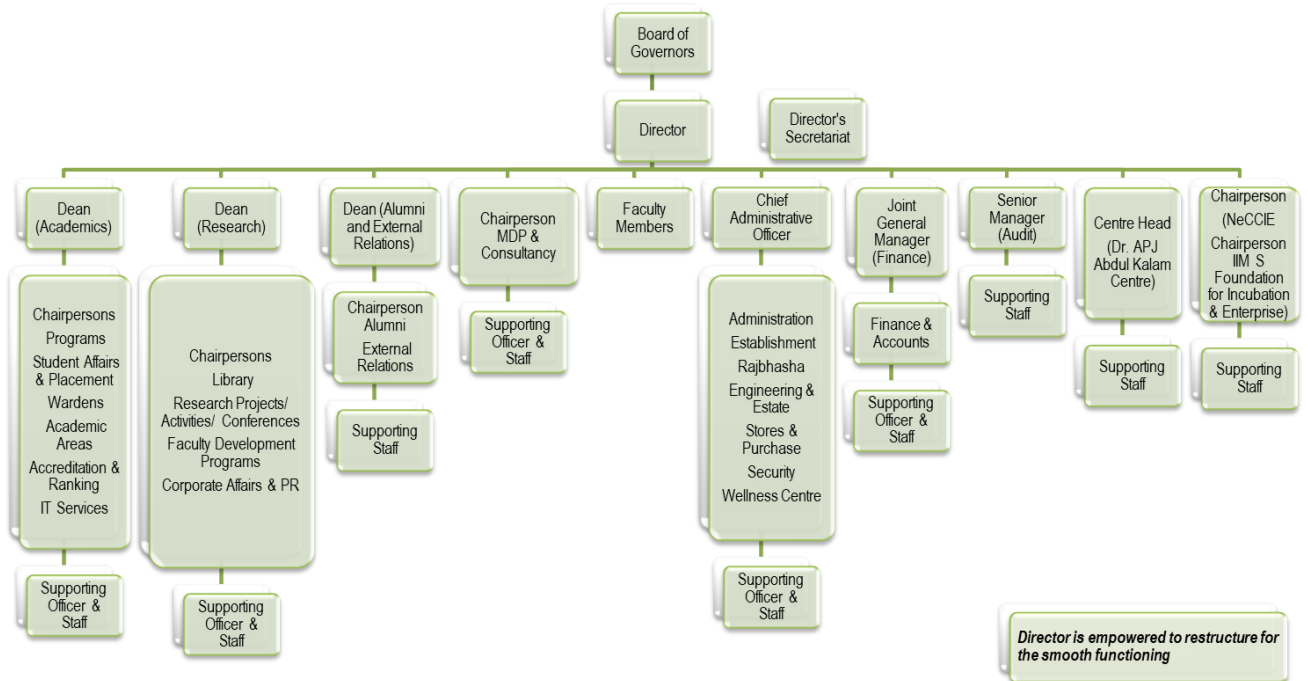 Board of
Governors
Director
Director's
Secretariat
Dean
(Academics)
Dean
(Research)
Dean (Alumni
and External
Relations)
Chairperson
MDP &
Consultancy
Faculty
Members
Chief
Administrative
Officer
Joint
General
Manager
(Finance)
Senior
Manager
(Audit)
Centre Head
(Dr. APJ
Abdul Kalam
Centre)
Chairperson
(NeCCIE
Chairperson
IIM S
Foundation
for Incubation
& Enterprise)
Chairpersons
Programs
Student Affairs
& Placement
Wardens
Academic
Areas
Accreditation &
Ranking
IT Services
Supporting
Officer &
Staff
Chairpersons
Library
Research Projects/
Activities/ Conferences
Faculty Development
Programs
Corporate Affairs & PR
Supporting
Officer &
Staff
Chairperson
Alumni
External
Relations
Supporting
Staff
Supporting
Officer &
Staff
Administration
Establishment
Rajbhasha
Engineering &
Estate
Stores &
Purchase
Security
Wellness Centre
Supporting
Officer &
Staff
Finance &
Accounts
Supporting
Officer &
Staff
Supporting
Staff
Supporting
Staff
Supporting
Staff
Director is empowered to restructure for
the smooth functioning